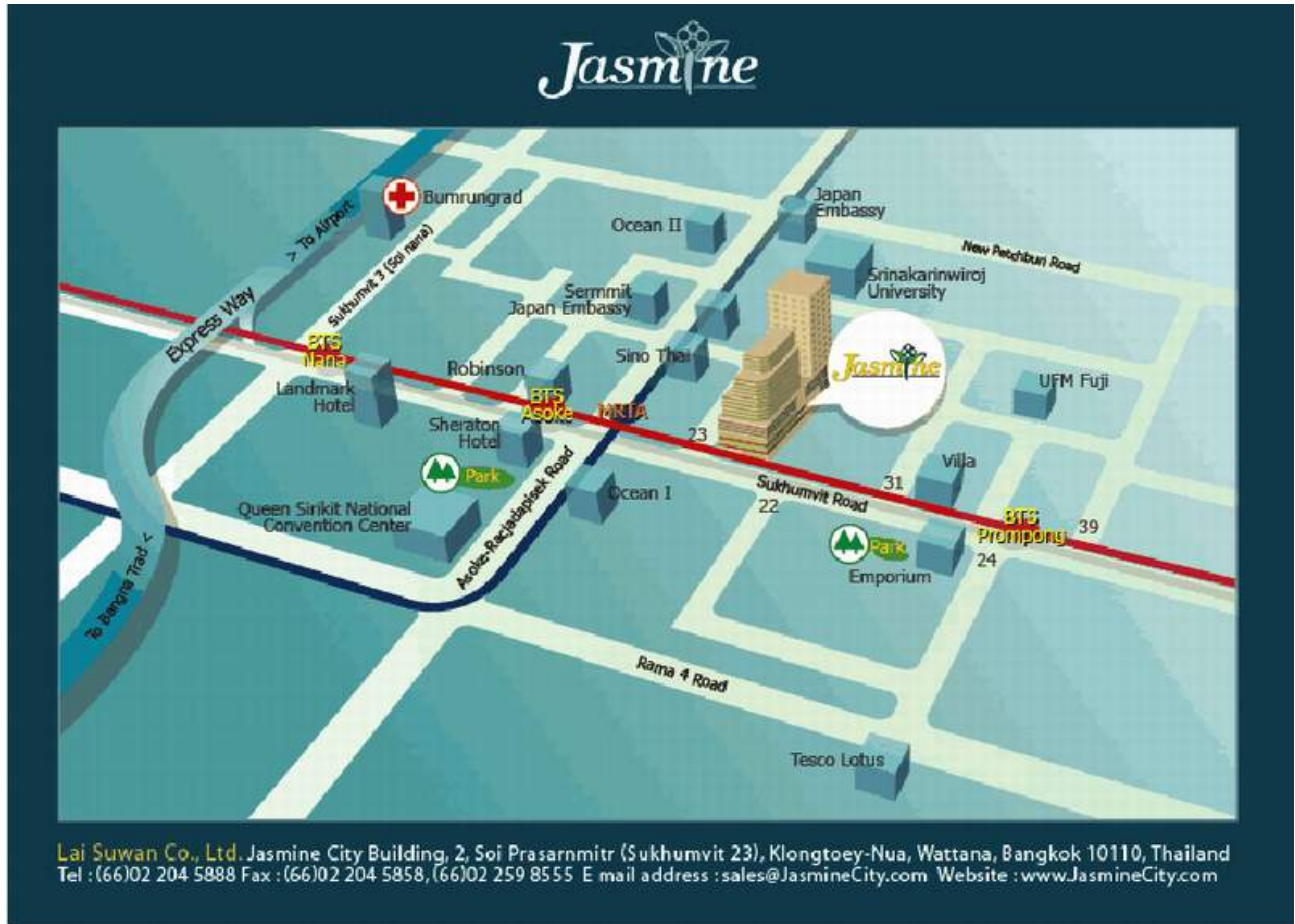 Jasmine
Bumrungrad
> To Airport
Sukhumvit 3 (Soi nana)
Express Way
Ocean II
Japan
Embassy
New Petchburi Road
Srinakarinwiroj
University
Sermmit
Japan Embassy
Sino Thai
Jasmine
UFM Fuji
BTS
Nana
Landmark
Hotel
Robinson
BTS
Asoke
Asoke
MRTA
Sheraton
Hotel
23
Park
Ocean I
Queen Sirikit National
Convention Center
Asoke-Racjadapisek Road
Sukhumvit Road
22
31
Villa
BTS
Prompong
39
Park
Emporium
24
To Bangna Trad <
Rama 4 Road
Tesco Lotus
Lai Suwan Co., Ltd. Jasmine City Building, 2, Soi Prasarnmitr (Sukhumvit 23), Klongtoey-Nua, Wattana, Bangkok 10110, Thailand
Tel :(66)02 204 5888 Fax :(66)02 204 5858, (66)02 259 8555 E mail address :sales@JasmineCity.com Website :www.JasmineCity.com